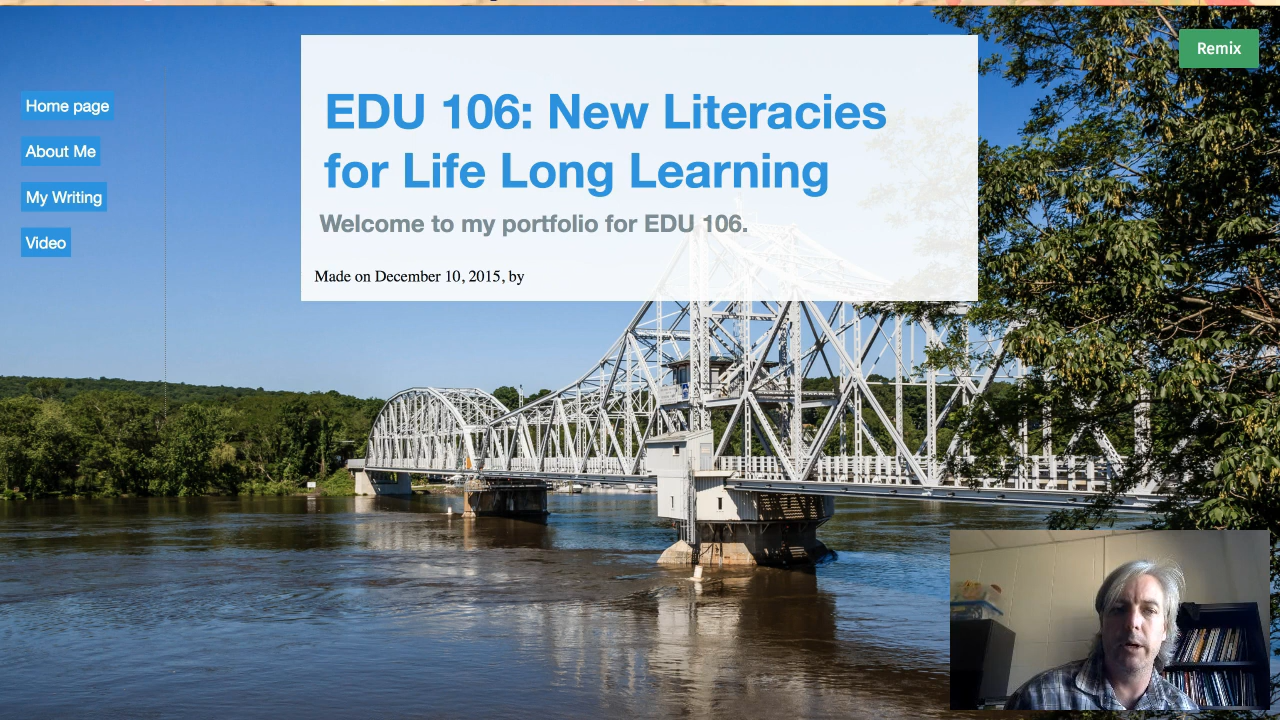 Remix
Home page
About Me
My Writing
Video
EDU 106: New Literacies
for Life Long Learning
Welcome to my portfolio for EDU 106.
Made on December 10, 2015, by